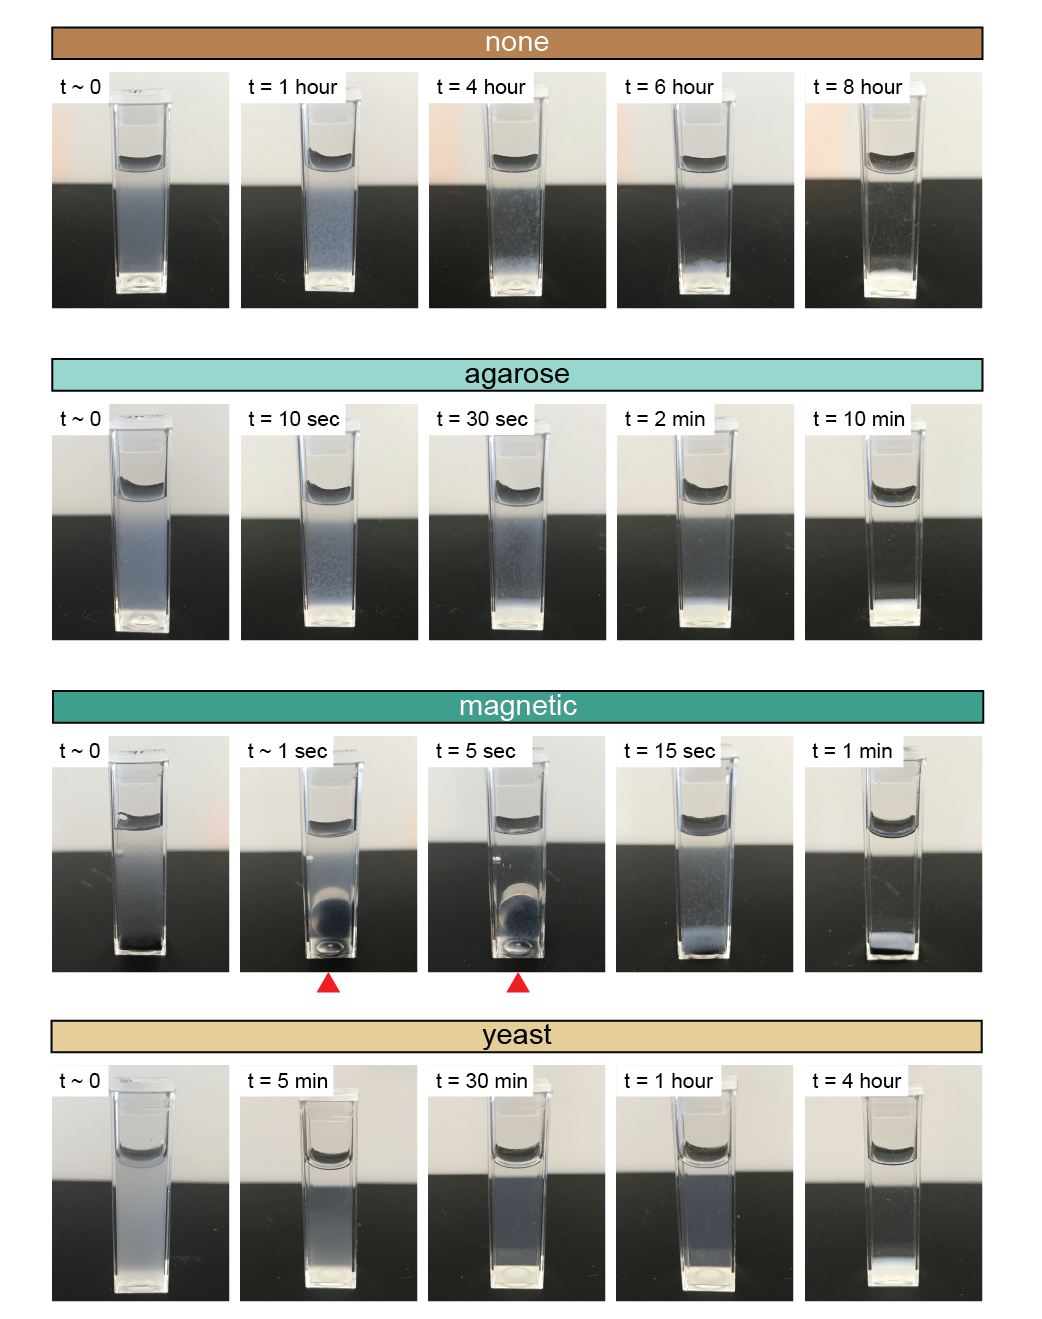 none
t ~ 0
t = 1 hour
t = 4 hour
t = 6 hour
t = 8 hour
agarose
t ~ 0
t = 10 sec
t = 30 sec
t = 2 min
t = 10 min
magnetic
t ~ 0
t ~ 1 sec
t = 5 sec
t = 15 sec
t = 1 min
yeast
t ~ 0
t = 5 min
t = 30 min
t = 1 hour
t = 4 hour